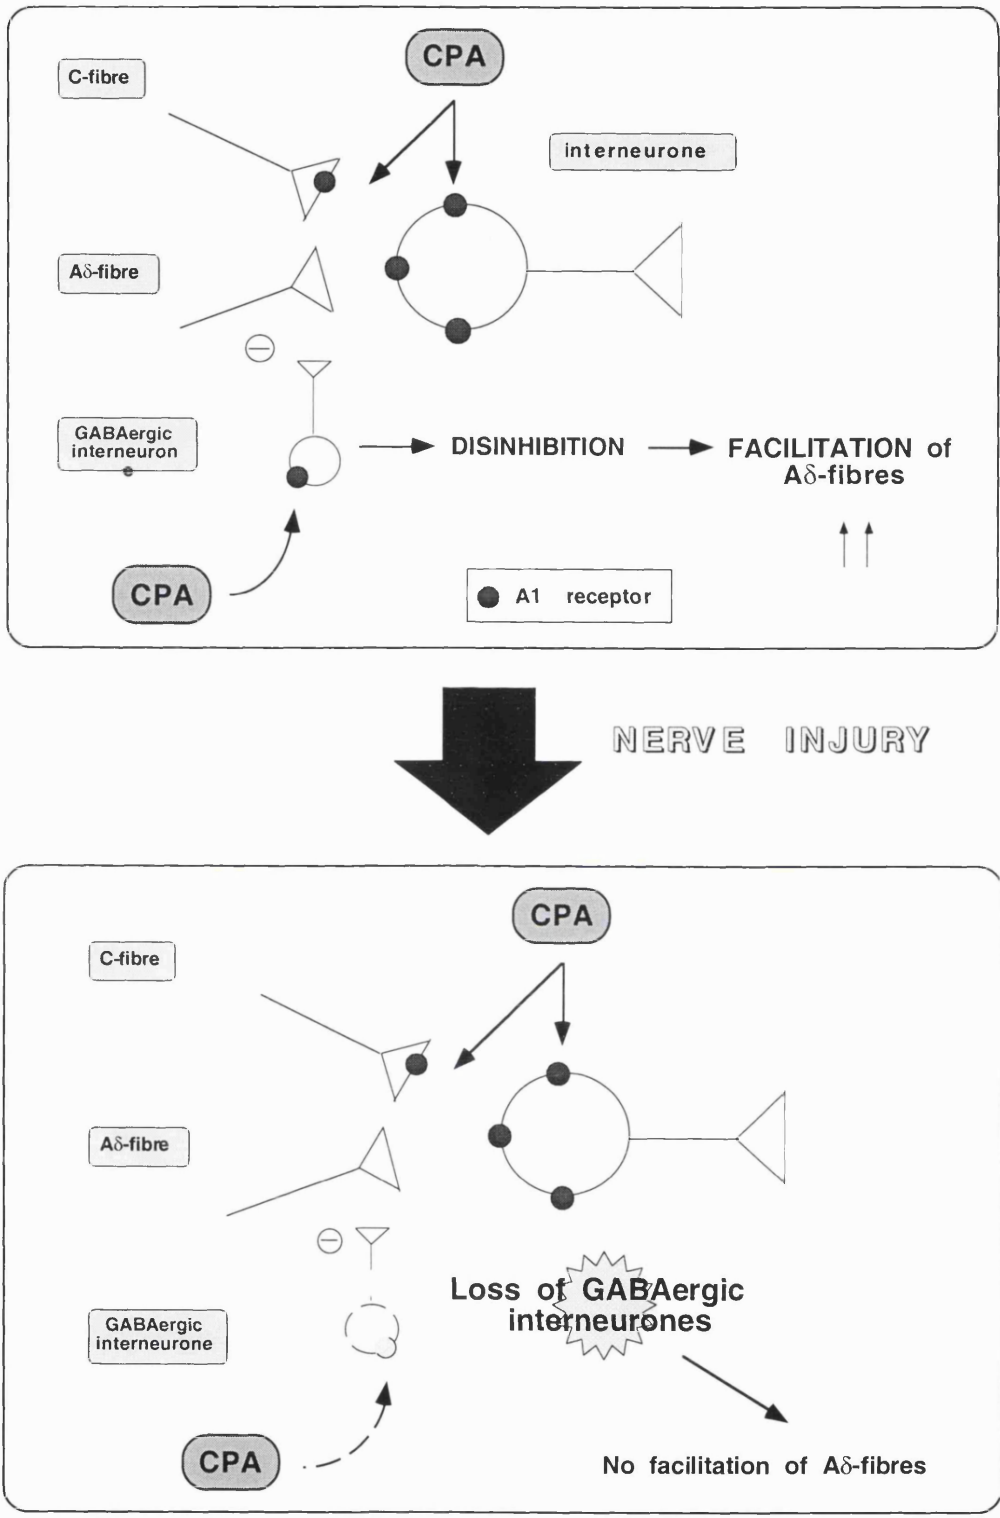 CPA
C-fibre
interneurone
Aδ-fibre
GABAergic
interneuron
DISINHIBITION
FACILITATION of
Aδ-fibres
CPA
A1 receptor
NERVE INJURY
CPA
C-fibre
Aδ-fibre
Loss of GABAergic
interneurones
GABAergic
interneurone
CPA
No facilitation of Aδ-fibres